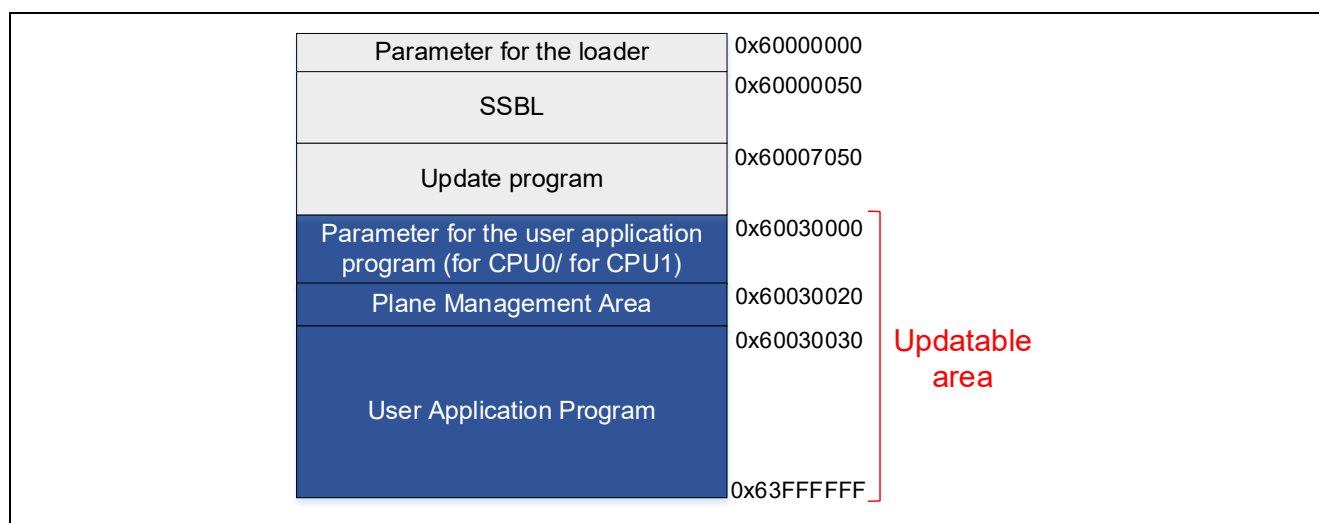 Parameter for the loader
0x60000000
0x60000050
SSBL
0x60007050
Update program
0x60030000
Parameter for the user application
program (for CPU0/ for CPU1)
0x60030020
Plane Management Area
0x60030030
Updatable
area
User Application Program
0x63FFFFFF